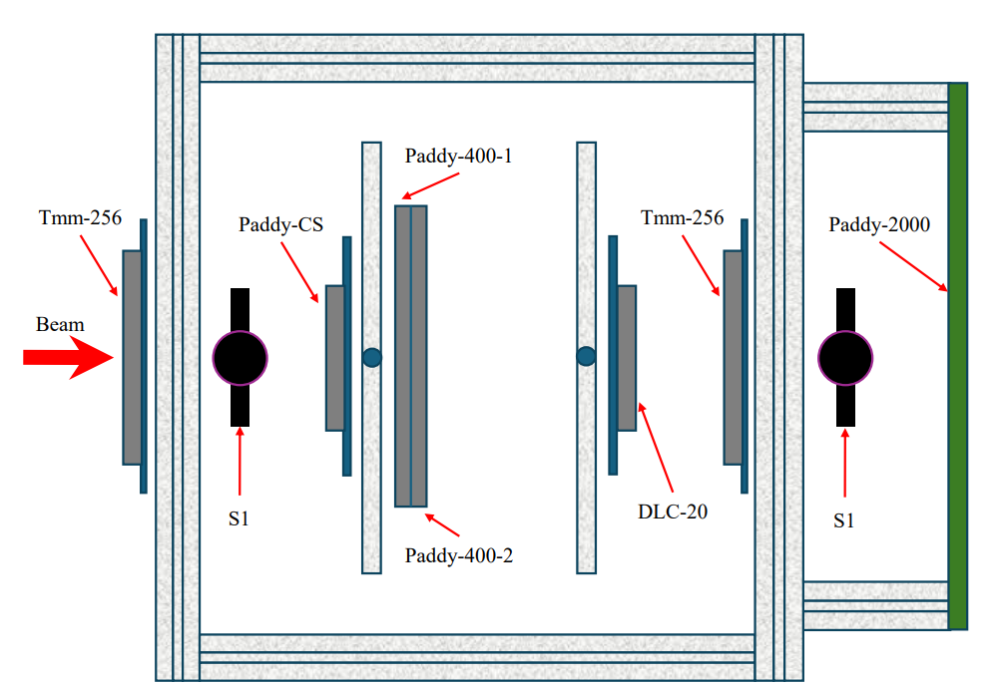 Paddy-400-1
Tmm-256
Paddy-CS
Tmm-256
Paddy-2000
Beam
S1
DLC-20
S1
Paddy-400-2